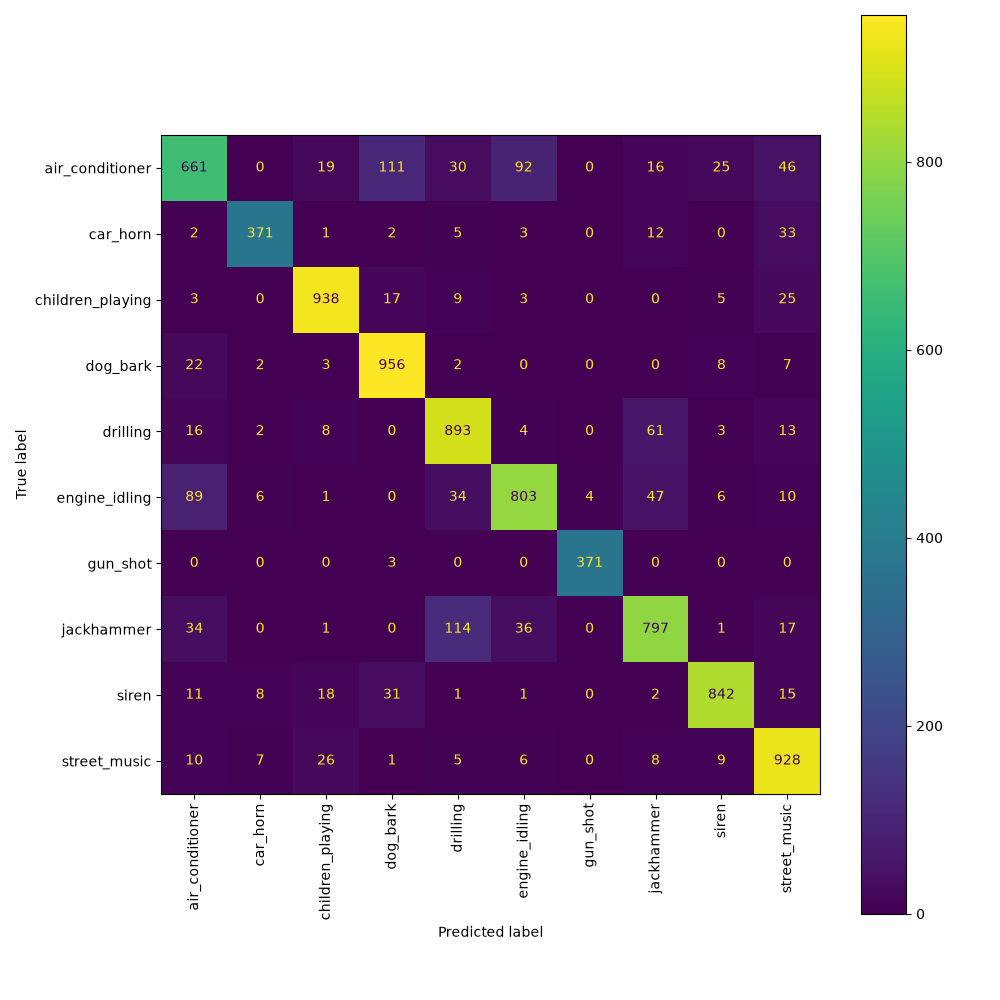 air_conditioner 661 0 19 111 30 92 0 16 25 46
car_horn 2 371 1 2 5 3 0 12 0 33
children_playing 3 0 938 17 9 3 0 0 5 25
dog_bark 22 2 3 956 2 0 0 0 8 7
drilling 16 2 8 0 893 4 0 61 3 13
engine_idling 89 6 1 0 34 803 4 47 6 10
gun_shot 0 0 0 3 0 0 371 0 0 0
jackhammer 34 0 1 0 114 36 0 797 1 17
siren 11 8 18 31 1 1 0 2 842 15
street_music 10 7 26 1 5 6 0 8 9 928
True label
air_conditioner
car_horn
children_playing
dog_bark
drilling
engine_idling
gun_shot
jackhammer
siren
street_music
Predicted label
800
600
400
200
0